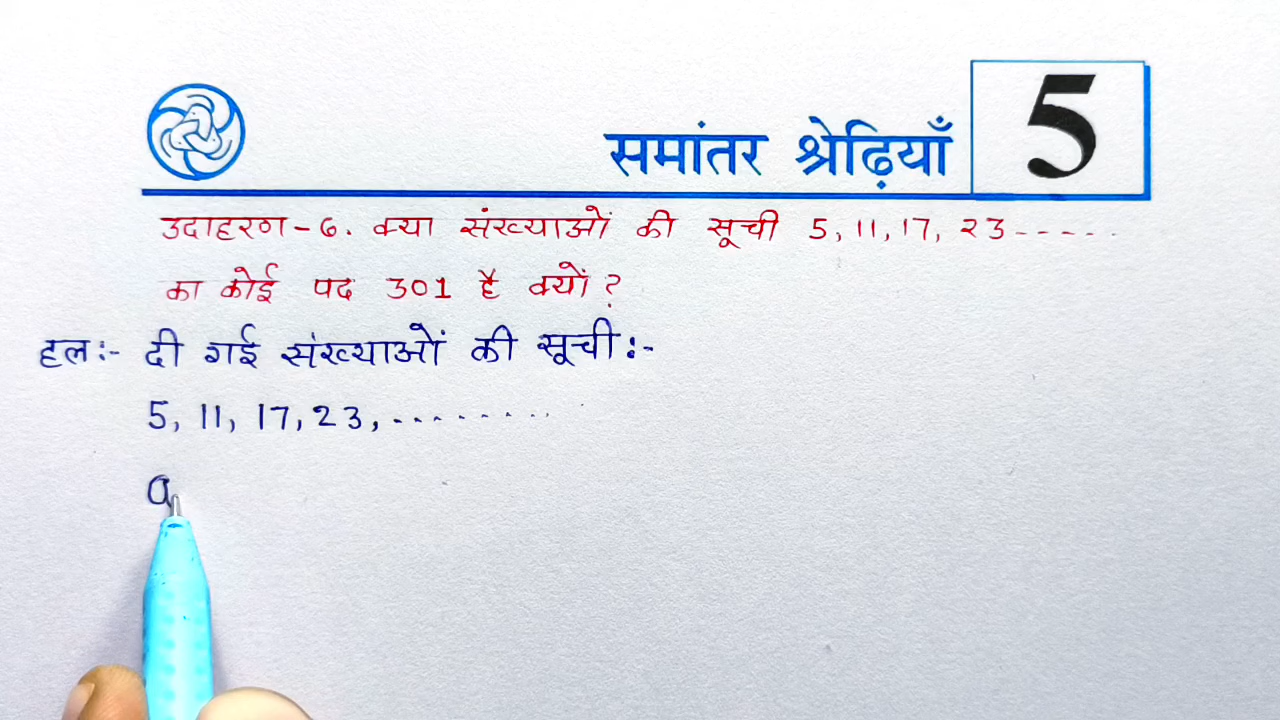 समांतर श्रेढ़ियाँ 5
उदाहरण-6. क्या संख्याओं की सूची 5, 11, 17, 23-----
का कोई पद 301 है क्यों?
हल:- दी गई संख्याओं की सूची:-
5, 11, 17, 23, ........
a